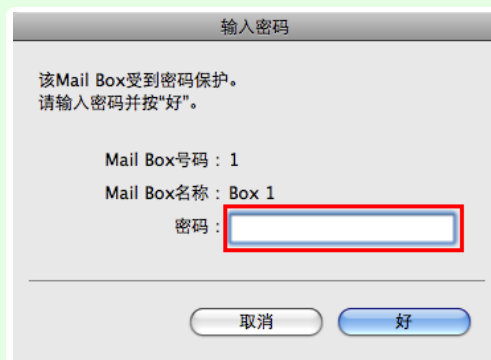 输入密码
该Mail Box受到密码保护。
请输入密码并按“好”。
Mail Box号码：1
Mail Box名称：Box 1
密码：
取消
好